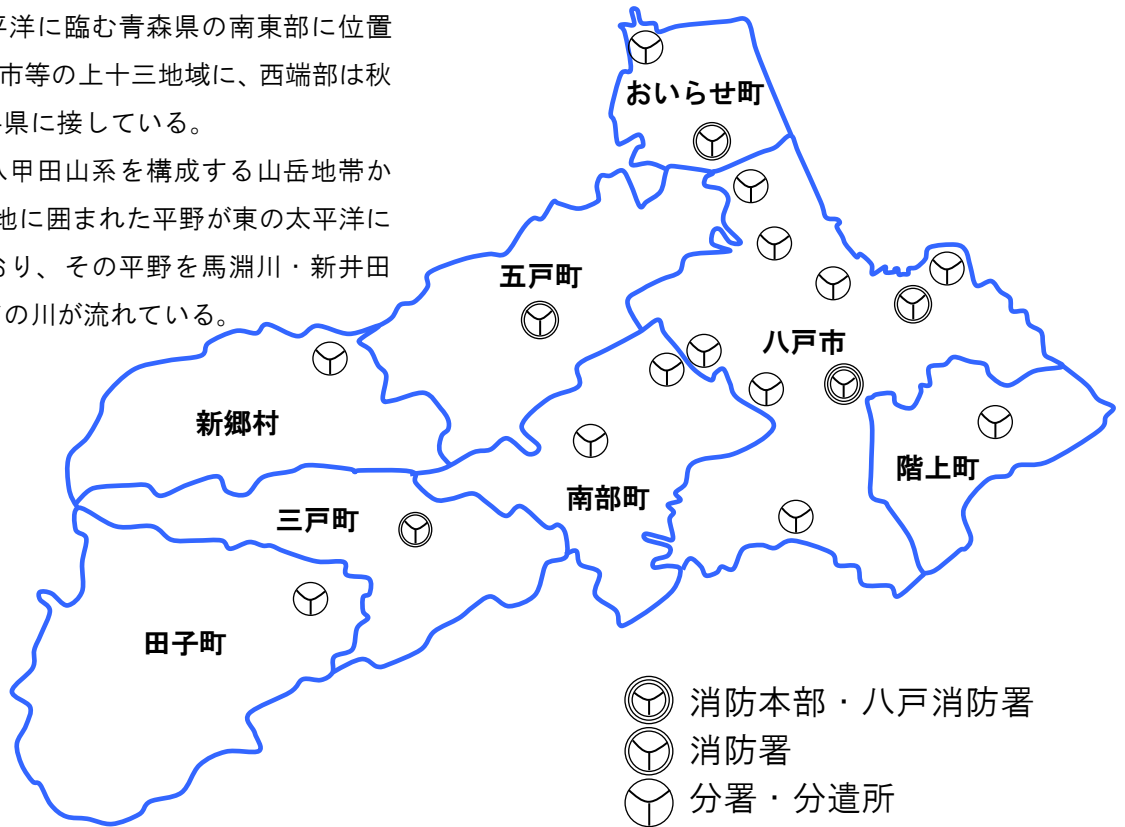 平洋に臨む青森県の南東部に位置
市等の上十三地域に、西端部は秋
県に接している。
八甲田山系を構成する山岳地帯か
地に囲まれた平野が東の太平洋に
おり、その平野を馬淵川・新井田
の川が流れている。
おいらせ町
五戸町
八戸市
新郷村
階上町
南部町
三戸町
田子町
消防本部・八戸消防署
消防署
分署・分遣所